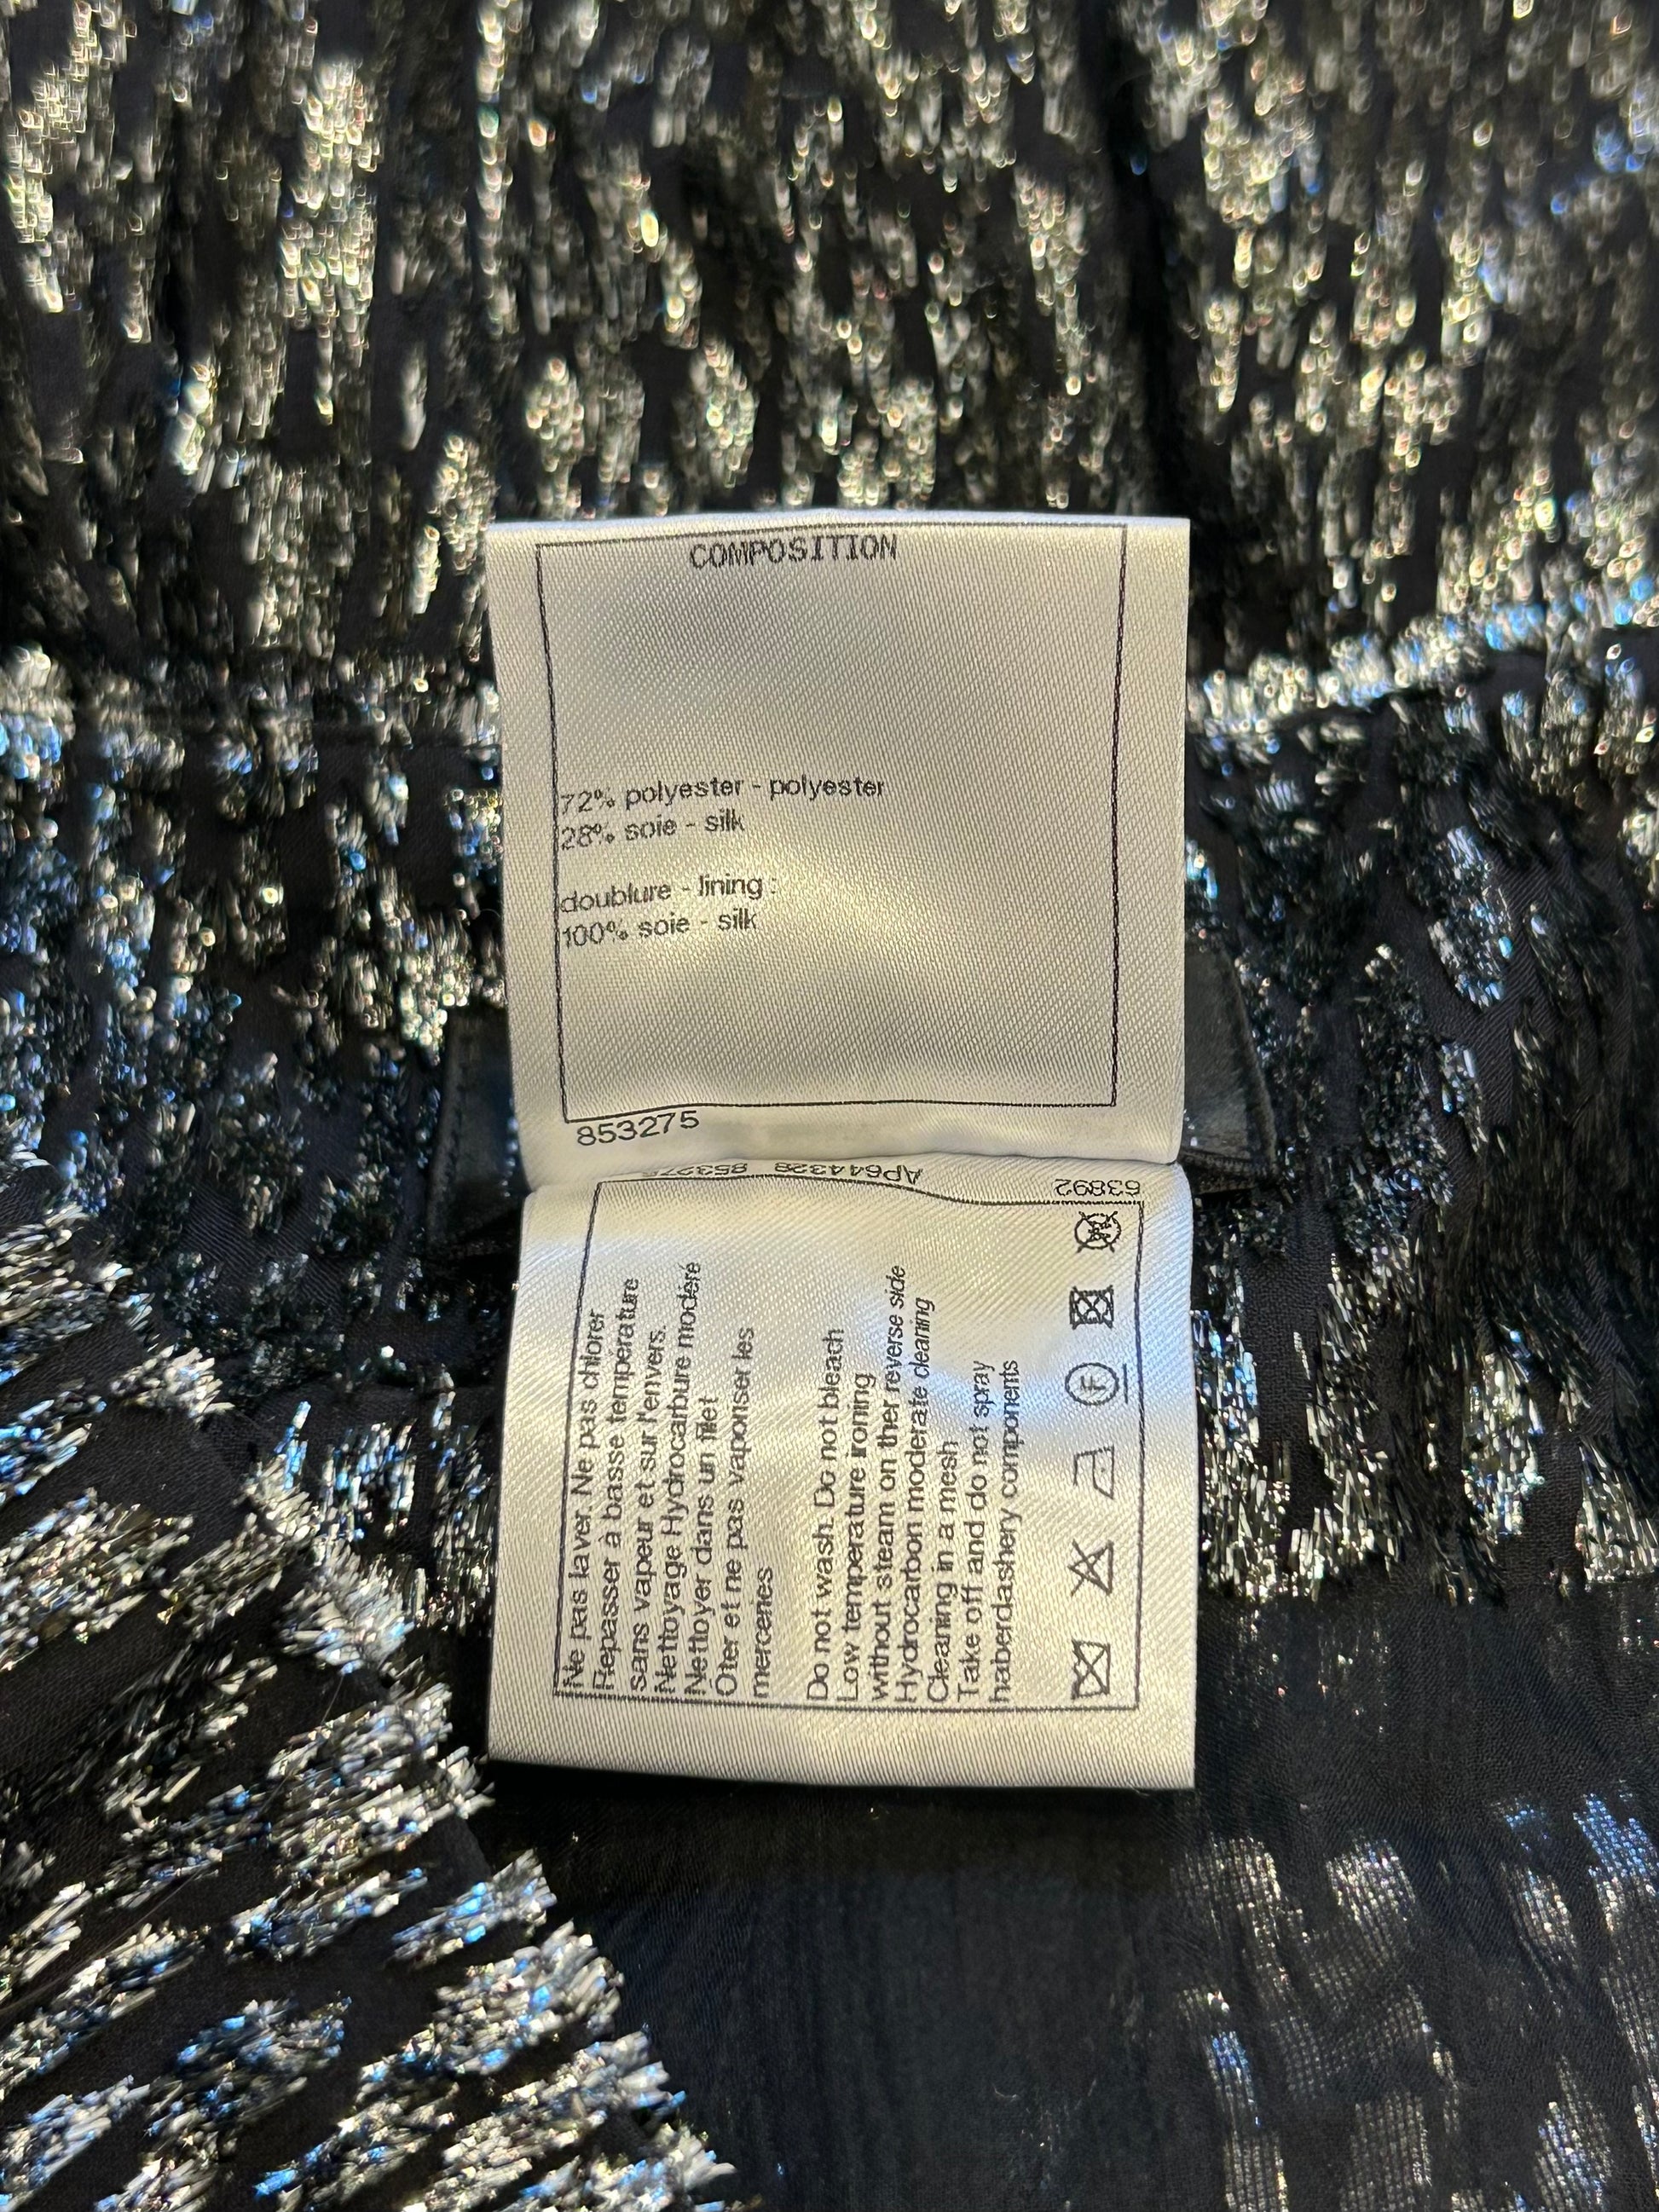 COMPOSITION
72% polyester - polyester
28% soie - silk
doublure - lining :
100% soie - silk
853275
63892 AP644328 853275
Ne pas laver. Ne pas chlorer
Repasser à basse température
sans vapeur et sur l'envers.
Nettoyage Hydrocarbure modéré
Nettoyer dans un filet
Oter et ne pas vaporiser les
merceries
Do not wash. Do not bleach
Low temperature ironing
without steam on ther reverse side
Hydrocarbon moderate cleaning
Cleaning in a mesh
Take off and do not spray
haberdashery components
F